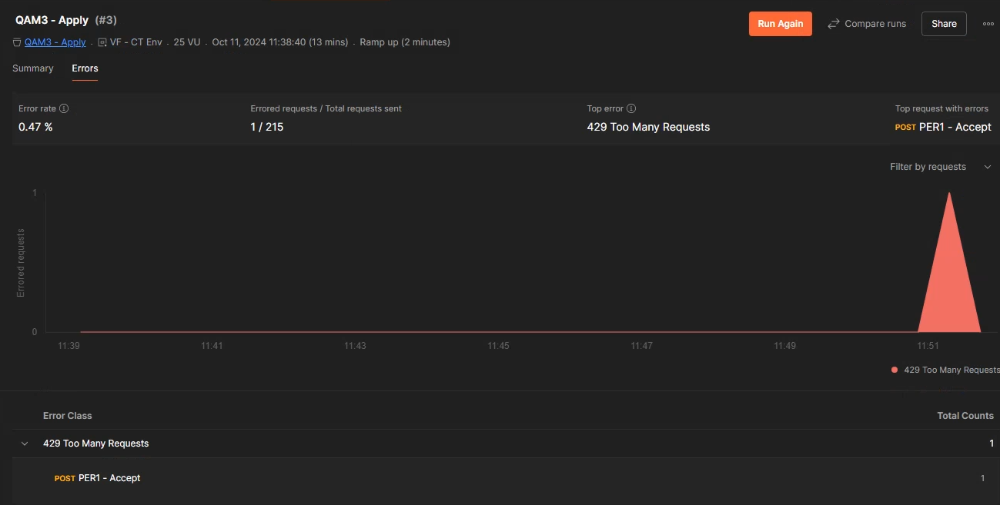 QAM3 - Apply (#3)
Run Again
Compare runs
Share
QAM3 - Apply . VF - CT Env . 25 VU . Oct 11, 2024 11:38:40 (13 mins) . Ramp up (2 minutes)
Summary
Errors
Error rate
0.47 %
Errored requests / Total requests sent
1 / 215
Top error
429 Too Many Requests
Top request with errors
POST PER1 - Accept
Filter by requests
1
Errored requests
0
11:39 11:41 11:43 11:45 11:47 11:49 11:51
429 Too Many Requests
Error Class Total Counts
429 Too Many Requests 1
POST PER1 - Accept 1